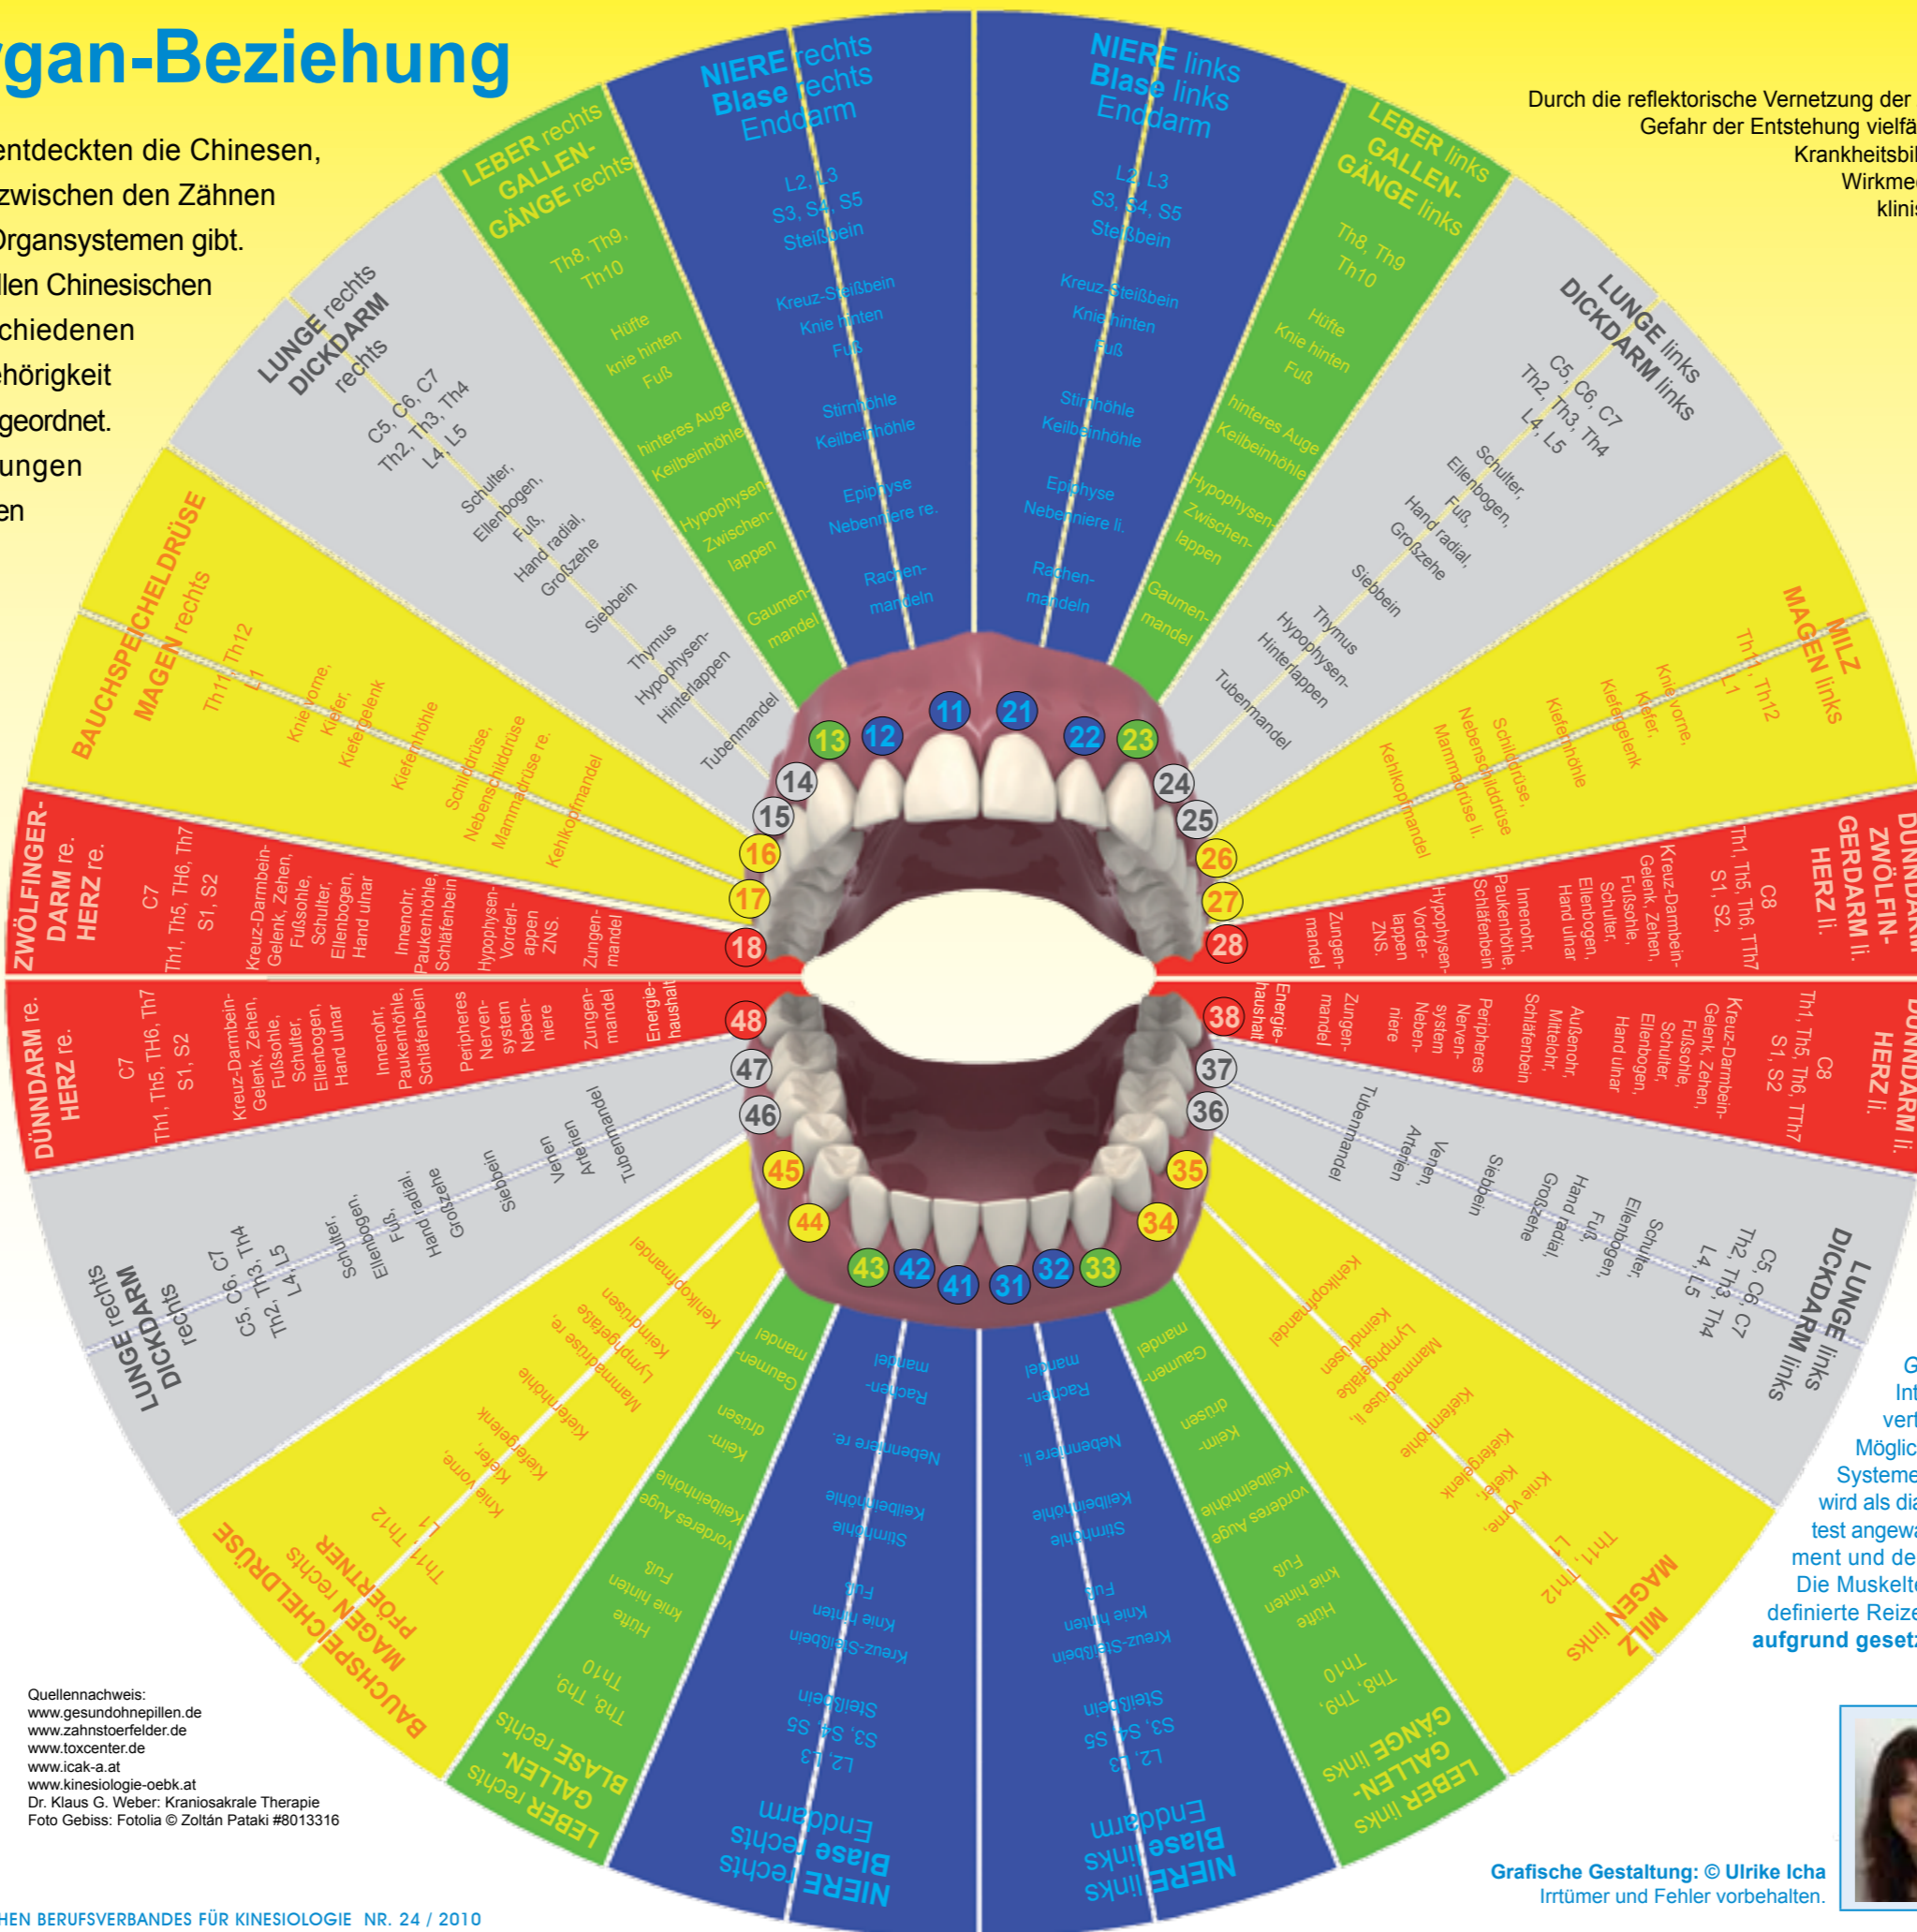 rgan-Beziehung
entdeckten die Chinesen,
zwischen den Zähnen
Organsystemen gibt.
llen Chinesischen
chiedenen
ehörigkeit
geordnet.
ungen
en
Durch die reflektorische Vernetzung der
Gefahr der Entstehung vielfä
Krankheitsbil
Wirkmec
klinis
NIERE rechts
Blase rechts
Enddarm
L2, L3
S3, S4, S5
Steißbein
Kreuz-Steißbein
Knie hinten
Fuß
Stirnhöhle
Keilbeinhöhle
Epiphyse
Nebenniere re.
Rachen-
mandeln
NIERE links
Blase links
Enddarm
L2, L3
S3, S4, S5
Steißbein
Kreuz-Steißbein
Knie hinten
Fuß
Stirnhöhle
Keilbeinhöhle
Epiphyse
Nebenniere li.
Rachen-
mandeln
LEBER rechts
GALLEN-
GÄNGE rechts
Th8, Th9,
Th10
Hüfte
knie hinten
Fuß
hinteres Auge
Keilbeinhöhle
Hypophysen-
Zwischen-
lappen
Gaumen-
mandel
LEBER links
GALLEN-
GÄNGE links
Th8, Th9
Th10
Hüfte
Knie hinten
Fuß
hinteres Auge
Keilbeinhöhle
Hypophysen-
Zwischen-
lappen
Gaumen-
mandel
LUNGE rechts
DICKDARM
rechts
C5, C6, C7
Th2, Th3, Th4
L4, L5
Schulter,
Ellenbogen,
Fuß,
Hand radial,
Großzehe
Siebbein
Thymus
Hypophysen-
Hinterlappen
Tubenmandel
LUNGE links
DICKDARM links
C5, C6, C7
Th2, Th3, Th4
L4, L5
Schulter,
Ellenbogen,
Fuß,
Hand radial,
Großzehe
Siebbein
Thymus
Hypophysen-
Hinterlappen
Tubenmandel
BAUCHSPEICHELDRÜSE
MAGEN rechts
Th11, Th12
L1
Knie vorne,
Kiefer,
Kiefergelenk
Kiefernhöhle
Schilddrüse,
Nebenschilddrüse
Mammadrüse re.
Kehlkopfmandel
MILZ
MAGEN links
Th11, Th12
L1
Knie vorne,
Kiefer,
Kiefergelenk
Kiefernhöhle
Schilddrüse,
Nebenschilddrüse
Mammadrüse li.
Kehlkopfmandel
ZWÖLFINGER-
DARM re.
HERZ re.
C7
Th1, Th5, TH6, Th7
S1, S2
Kreuz-Darmbein-
Gelenk, Zehen,
Fußsohle,
Schulter,
Ellenbogen,
Hand ulnar
Innenohr,
Paukenhöhle,
Schläfenbein
Hypophysen-
Vorderl-
appen
ZNS.
Zungen-
mandel
DÜNNDARM
ZWÖLFIN-
GERDARM li.
HERZ li.
C8
Th1, Th5, Th6, TTh7
S1, S2,
Kreuz-Darmbein-
Gelenk, Zehen,
Fußsohle,
Schulter,
Ellenbogen,
Hand ulnar
Innenohr,
Paukenhöhle,
Schläfenbein
Hypophysen-
Vorder-
lappen
ZNS.
Zungen-
mandel
11
21
12
22
13
23
14
24
15
25
16
26
17
27
18
28
48
38
47
37
46
36
45
35
44
34
43
42
41
31
32
33
DÜNNDARM re.
HERZ re.
C7
Th1, Th5, TH6, Th7
S1, S2
Kreuz-Darmbein-
Gelenk, Zehen,
Fußsohle,
Schulter,
Ellenbogen,
Hand ulnar
Innenohr,
Paukenhöhle,
Schläfenbein
Peripheres
Nerven-
system
Neben-
niere
Zungen-
mandel
Energie-
haushalt
DÜNNDARM li.
HERZ li.
C8
Th1, Th5, Th6, TTh7
S1, S2
Kreuz-Darmbein-
Gelenk, Zehen,
Fußsohle,
Schulter,
Ellenbogen,
Hand ulnar
Außenohr,
Mittelohr,
Schläfenbein
Peripheres
Nerven-
system
Neben-
niere
Zungen-
mandel
Energie-
haushalt
LUNGE rechts
DICKDARM
rechts
C5, C6, C7
Th2, Th3, Th4
L4, L5
Schulter,
Ellenbogen,
Fuß,
Hand radial,
Großzehe
Siebbein
Venen
Arterien
Tubenmandel
LUNGE links
DICKDARM links
C5, C6, C7
Th2, Th3, Th4
L4, L5
Schulter,
Ellenbogen,
Fuß,
Hand radial,
Großzehe
Siebbein
Venen,
Arterien
Tubenmandel
BAUCHSPEICHELDRÜSE
MAGEN rechts
PFÖERTNER
Th11, Th12
L1
Knie vorne,
Kiefer,
Kiefergelenk
Kiefernhöhle
Mammadrüse re,
Lymphgefäße
Keimdrüsen
Kehlkopfmandel
MILZ
MAGEN links
Th11, Th12
L1
Knie vorne,
Kiefer,
Kiefergelenk
Kiefernhöhle
Mammadrüse li,
Lymphgefäße
Keimdrüsen
Kehlkopfmandel
LEBER rechts
GALLEN-
BLASE rechts
Th8, Th9
Th10
Hüfte
knie hinten
Fuß
vorderes Auge
Keilbeinhöhle
Keim-
drüsen
Gaumen-
mandel
NIERE rechts
Blase rechts
Enddarm
L2, L3
S3, S4, S5
Steißbein
Kreuz-Steißbein
Knie hinten
Fuß
Stirnhöhle
Keilbeinhöhle
Nebenniere re.
Rachen-
mandel
NIERE links
Blase links
Enddarm
L2, L3
S3, S4, S5
Steißbein
Kreuz-Steißbein
Knie hinten
Fuß
Stirnhöhle
Keilbeinhöhle
Nebenniere li.
Rachen-
mandel
LEBER links
GALLEN-
GÄNGE links
Th8, Th9,
Th10
Hüfte
knie hinten
Fuß
vorderes Auge
Keilbeinhöhle
Keim-
drüsen
Gaumen-
mandel
G
Int
vert
Möglic
Systeme
wird als dia
test angewa
ment und de
Die Muskelte
definierte Reize
aufgrund gesetz
Quellennachweis:
www.gesundohnepillen.de
www.zahnstoerfelder.de
www.toxcenter.de
www.icak-a.at
www.kinesiologie-oebk.at
Dr. Klaus G. Weber: Kraniosakrale Therapie
Foto Gebiss: Fotolia © Zoltán Pataki #8013316
Grafische Gestaltung: © Ulrike Icha
Irrtümer und Fehler vorbehalten.
HEN BERUFSVERBANDES FÜR KINESIOLOGIE NR. 24 / 2010